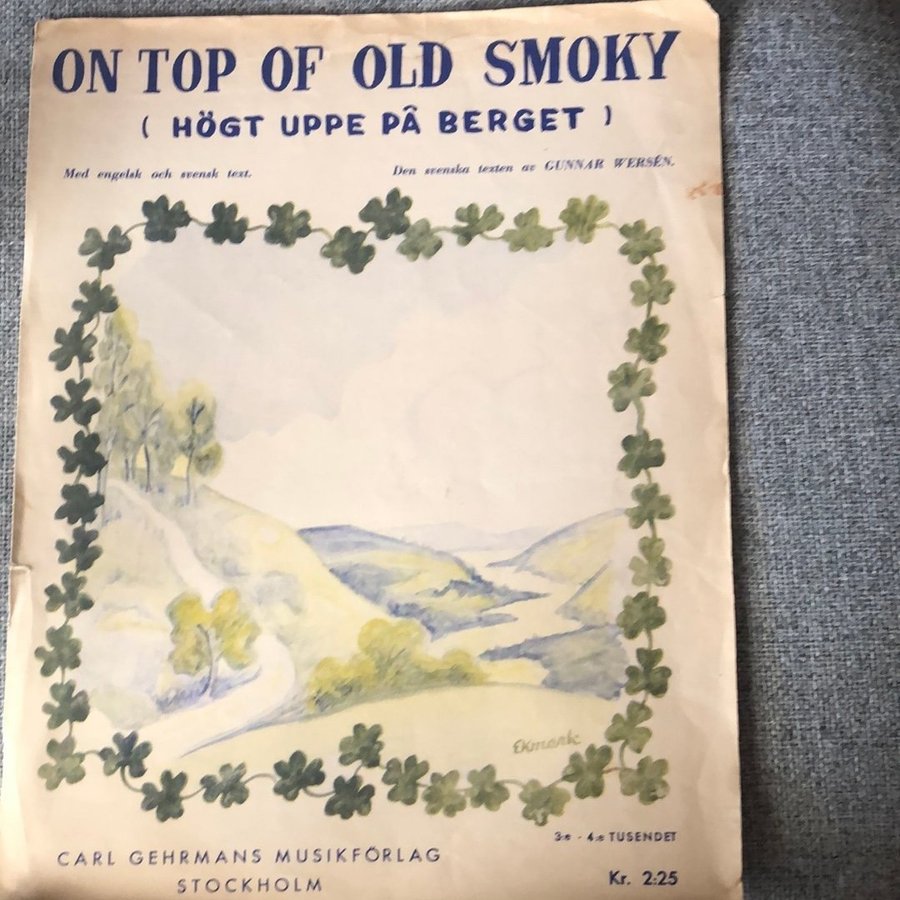 ON TOP OF OLD SMOKY
( HÖGT UPPE PÅ BERGET )
Med engelsk och svensk text.
Den svenska texten av GUNNAR WERSÉN.
Ekmark
3:e - 4:e TUSENDET
CARL GEHRMANS MUSIKFÖRLAG
STOCKHOLM
Kr. 2:25